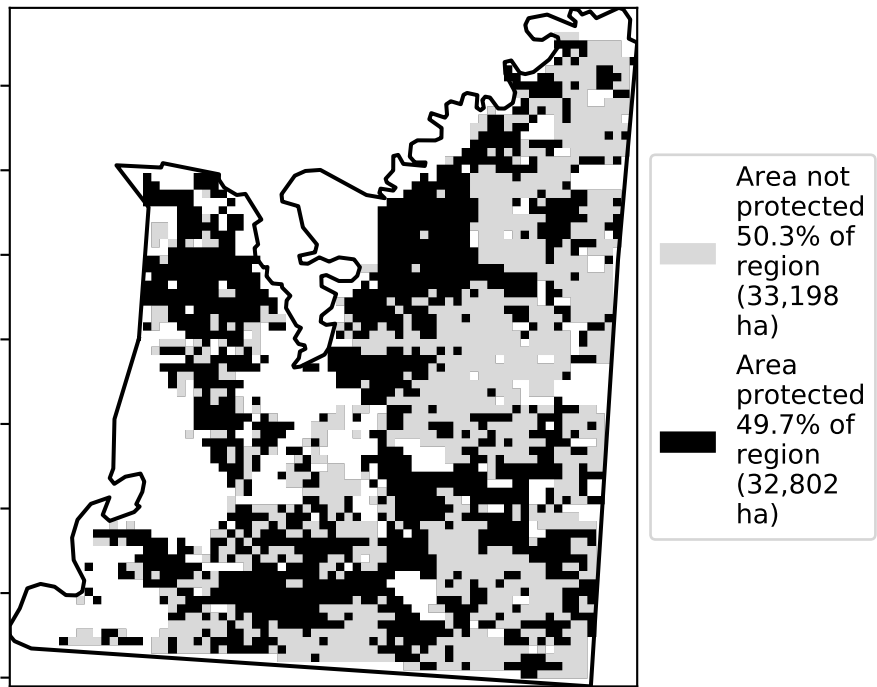 Area not
protected
50.3% of
region
(33,198
ha)
Area
protected
49.7% of
region
(32,802
ha)